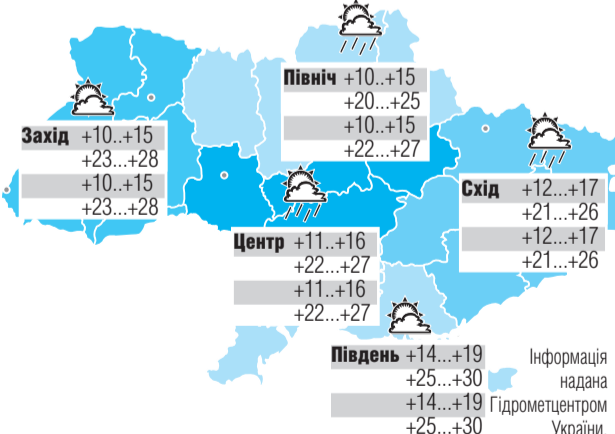 Північ +10..+15
+20...+25
+10..+15
+22...+27
Захід +10..+15
+23...+28
+10..+15
+23...+28
Схід +12...+17
+21...+26
+12...+17
+21...+26
Центр +11..+16
+22...+27
+11..+16
+22...+27
Південь +14...+19
+25...+30
+14...+19
+25...+30
Інформація
надана
Гідрометцентром
України.